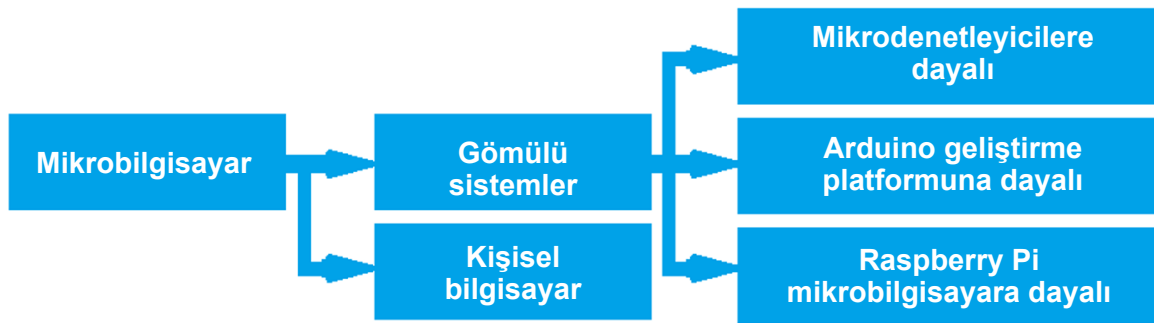 Mikrobilgisayar
Gömülü
sistemler
Kişisel
bilgisayar
Mikrodenetleyicilere
dayalı
Arduino geliştirme
platformuna dayalı
Raspberry Pi
mikrobilgisayara dayalı